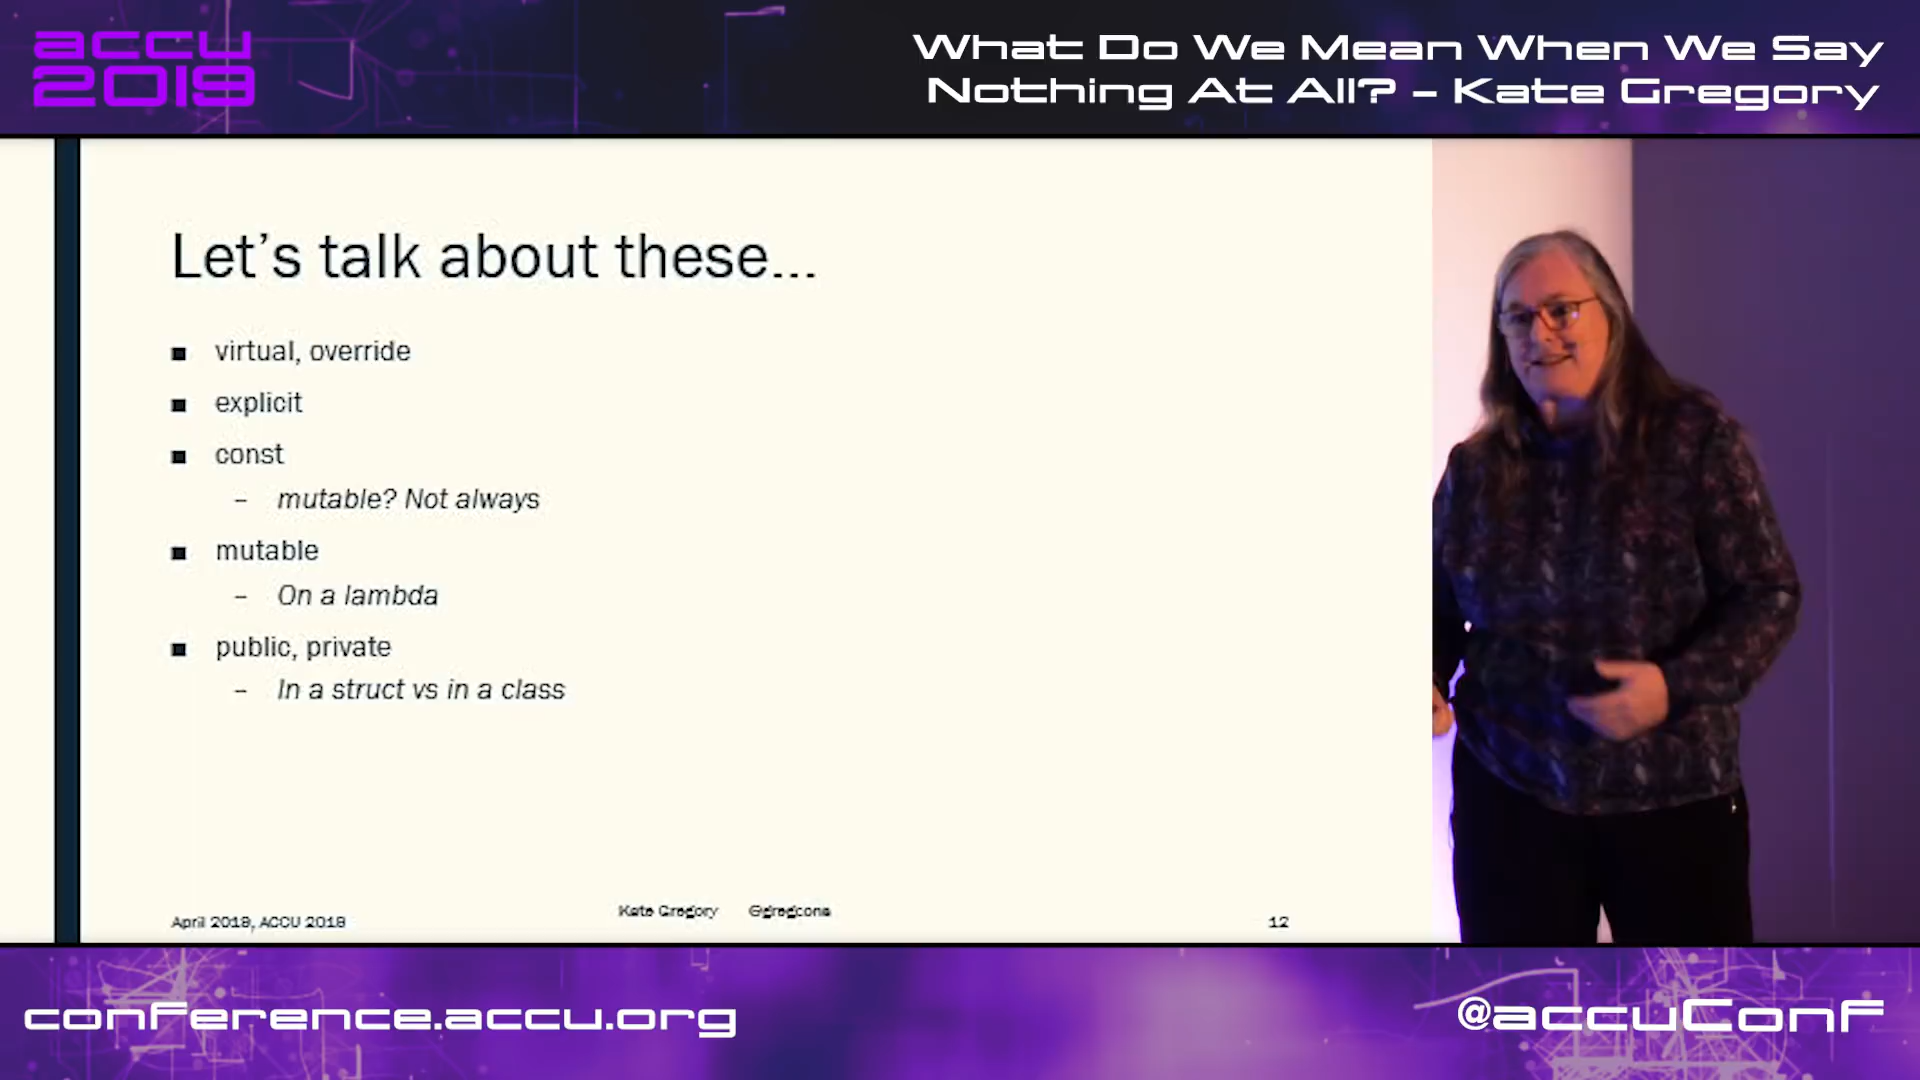 accu
2019
What Do We Mean When We Say
Nothing At All? - Kate Gregory
Let's talk about these...
■ virtual, override
■ explicit
■ const
– mutable? Not always
■ mutable
– On a lambda
■ public, private
– In a struct vs in a class
April 2019, ACCU 2019
Kate Gregory @gregcons
12
conference.accu.org
@accuConf